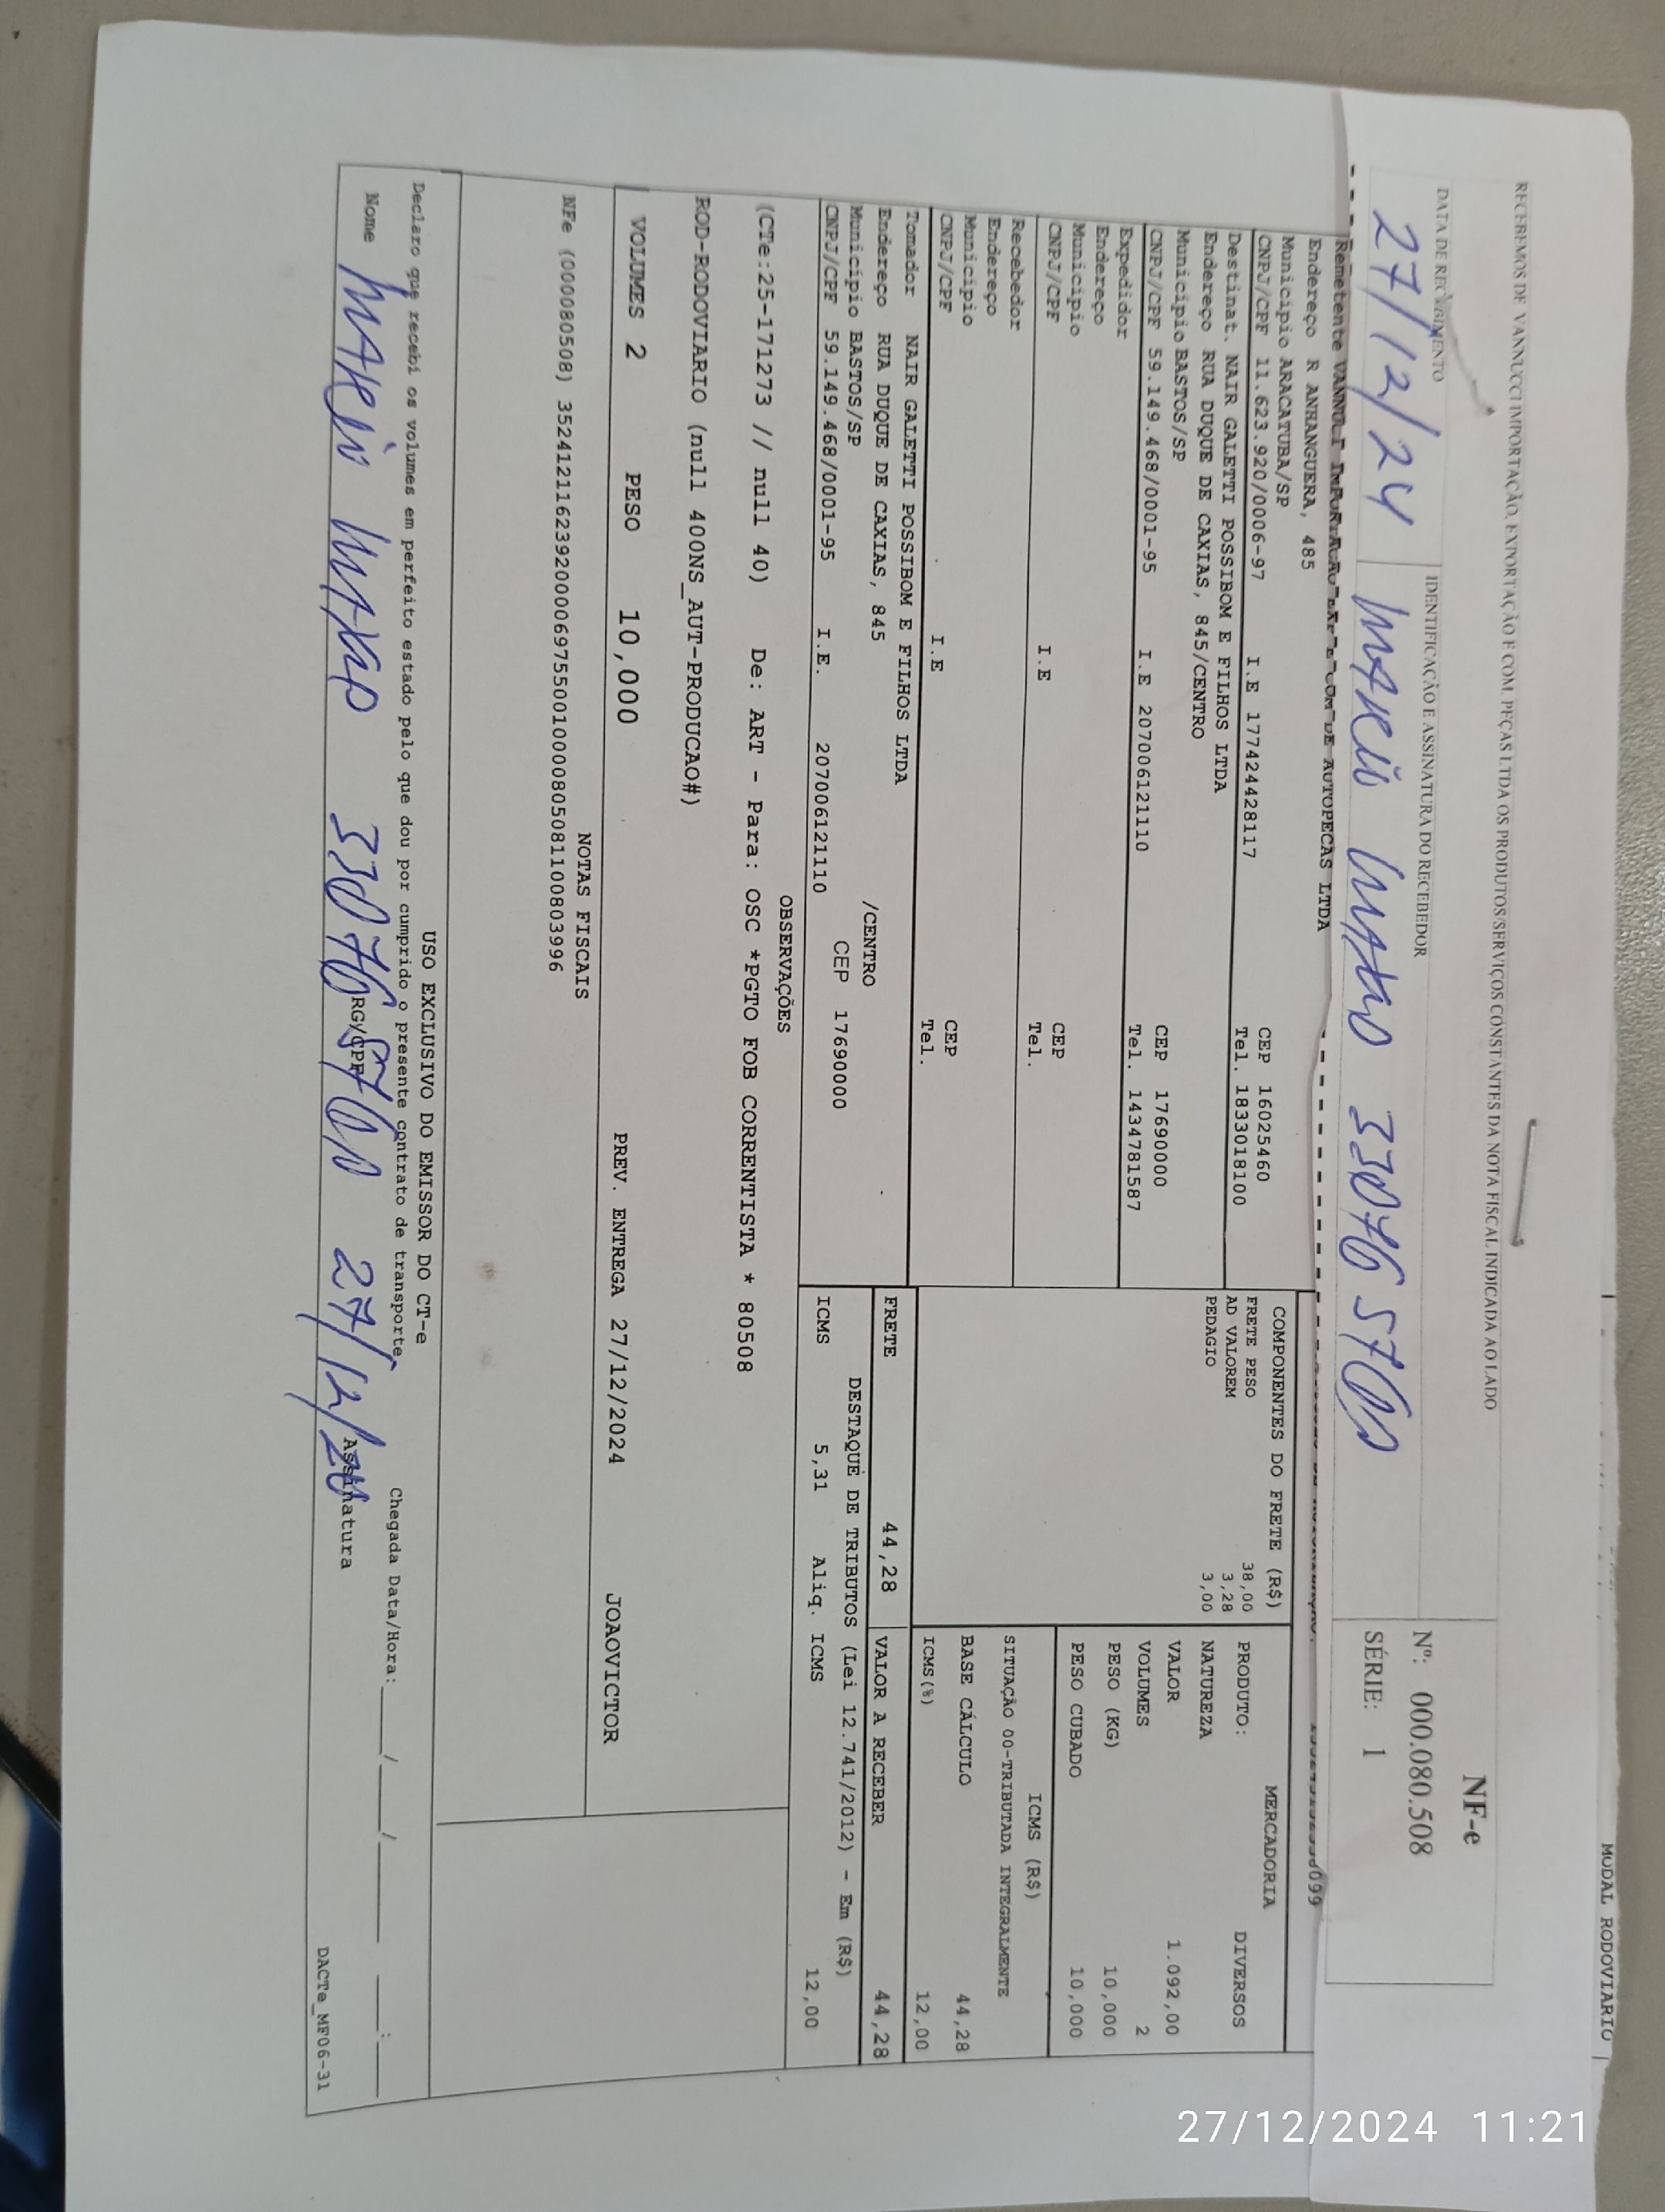 MODAL RODOVIARIO
RECEBEMOS DE VANNUCCI IMPORTAÇÃO, EXPORTAÇÃO E COM. PEÇAS LTDA OS PRODUTOS/SERVIÇOS CONSTANTES DA NOTA FISCAL INDICADA AO LADO
NF-e
Nº: 000.080.508
SÉRIE: 1
DATA DE RECEBIMENTO
IDENTIFICAÇÃO E ASSINATURA DO RECEBEDOR
27/12/24
Remetente VANNUCI IMPORTACAO EXP E COM DE AUTOPECAS LTDA
Endereço R ANHANGUERA, 485
Municipio ARACATUBA/SP CEP 16025460
CNPJ/CPF 11.623.920/0006-97 I.E 177424428117 Tel. 1833018100
Destinat. NAIR GALETTI POSSIBOM E FILHOS LTDA
Endereço RUA DUQUE DE CAXIAS, 845/CENTRO
Municipio BASTOS/SP CEP 17690000
CNPJ/CPF 59.149.468/0001-95 I.E 207006121110 Tel. 1434781587
Expedidor
Endereço
Municipio CEP
CNPJ/CPF I.E Tel.
Recebedor
Endereço
Municipio CEP
CNPJ/CPF I.E Tel.
Tomador NAIR GALETTI POSSIBOM E FILHOS LTDA
Endereço RUA DUQUE DE CAXIAS, 845 /CENTRO
Municipio BASTOS/SP CEP 17690000
CNPJ/CPF 59.149.468/0001-95 I.E. 207006121110
COMPONENTES DO FRETE (R$)
FRETE PESO 38,00
AD VALOREM 3,28
PEDAGIO 3,00
MERCADORIA
PRODUTO: DIVERSOS
NATUREZA
VALOR 1.092,00
VOLUMES 2
PESO (KG) 10,000
PESO CUBADO 10,000
ICMS (R$)
SITUAÇÃO 00-TRIBUTADA INTEGRALMENTE
BASE CÁLCULO 44,28
ICMS(%) 12,00
FRETE 44,28 VALOR A RECEBER 44,28
DESTAQUE DE TRIBUTOS (Lei 12.741/2012) - Em (R$)
ICMS 5,31 Aliq. ICMS 12,00
OBSERVAÇÕES
(CTe:25-171273 // null 40) De: ART - Para: OSC *PGTO FOB CORRENTISTA * 80508
ROD-RODOVIARIO (null 400NS_AUT-PRODUCAO#)
VOLUMES 2 PESO 10,000 PREV. ENTREGA 27/12/2024 JOAOVICTOR
NOTAS FISCAIS
NFe (000080508) 35241211623920000697550010000805081100803996
USO EXCLUSIVO DO EMISSOR DO CT-e
Declaro que recebi os volumes em perfeito estado pelo que dou por cumprido o presente contrato de transporte.
Chegada Data/Hora: ___/___/_____ ___:___
Nome
RG/CPF
27/12/24
Assinatura
DACTe_MF06-31
27/12/2024 11:21